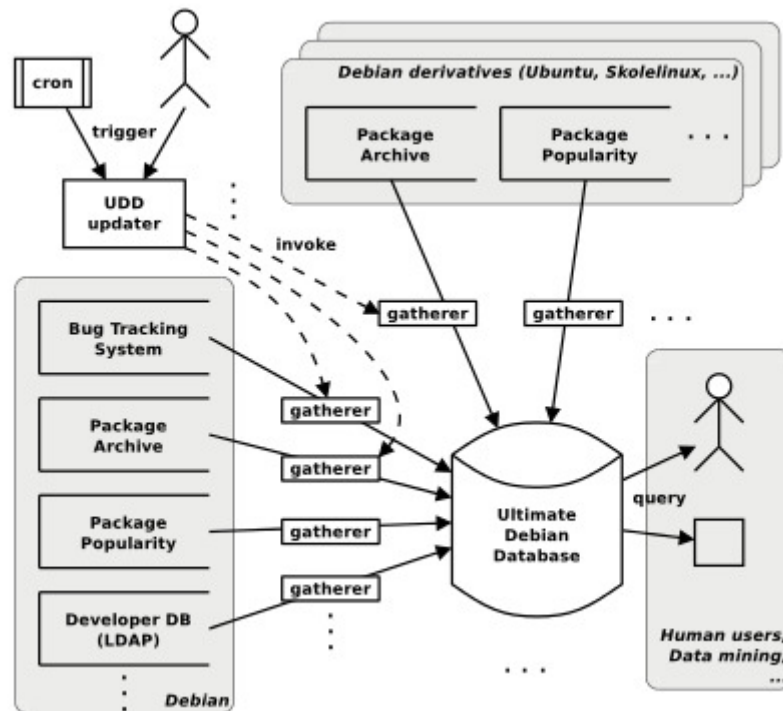 Debian derivatives (Ubuntu, Skolelinux, ...)
cron
trigger
Package
Archive
Package
Popularity
. . .
UDD
updater
invoke
gatherer
gatherer
. . .
Bug Tracking
System
gatherer
Package
Archive
gatherer
query
Ultimate
Debian
Database
Package
Popularity
gatherer
gatherer
Developer DB
(LDAP)
Human users,
Data mining,
...
. . .
Debian